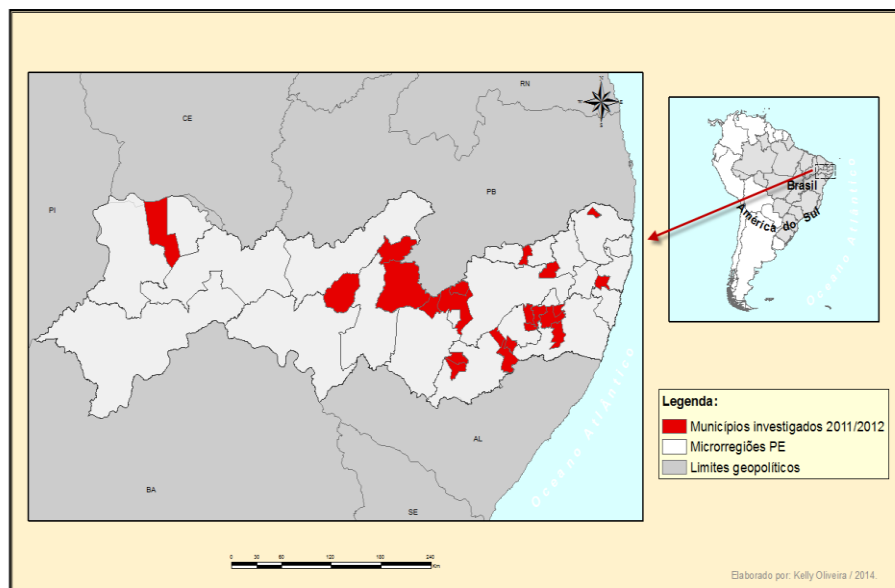 RN
CE
PI
PB
AL
BA
SE
Oceano Atlântico
Brasil
América do Sul
Oceano Atlântico
Legenda:
Municípios investigados 2011/2012
Microrregiões PE
Limites geopolíticos
0 30 60 120 180 240
Km
Elaborado por: Kelly Oliveira / 2014